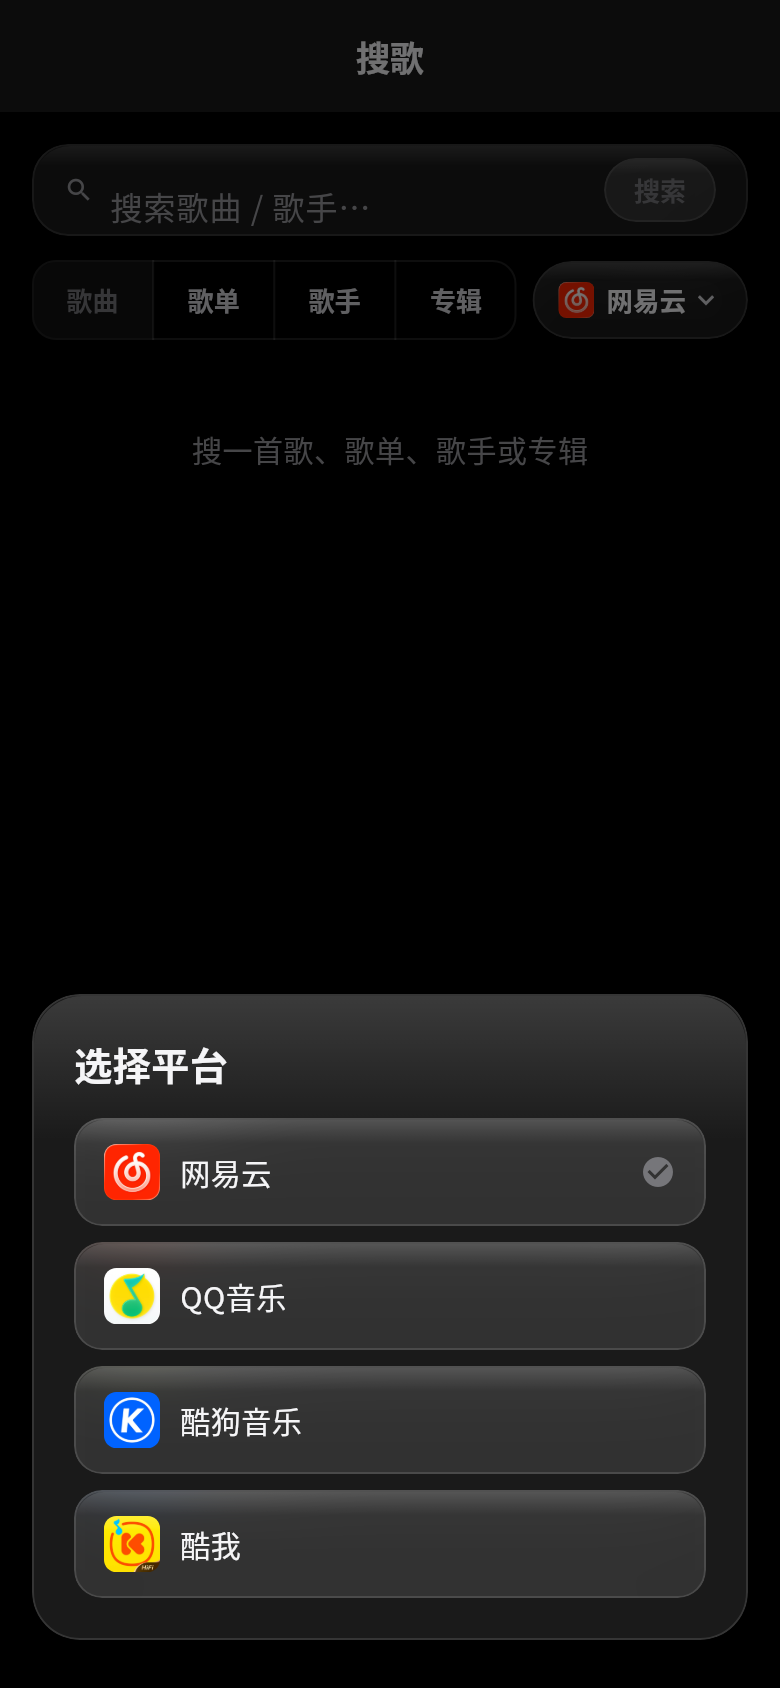 搜歌
搜索歌曲 / 歌手…
搜索
歌曲
歌单
歌手
专辑
网易云
搜一首歌、歌单、歌手或专辑
选择平台
网易云
QQ音乐
酷狗音乐
K
酷我
HiFi